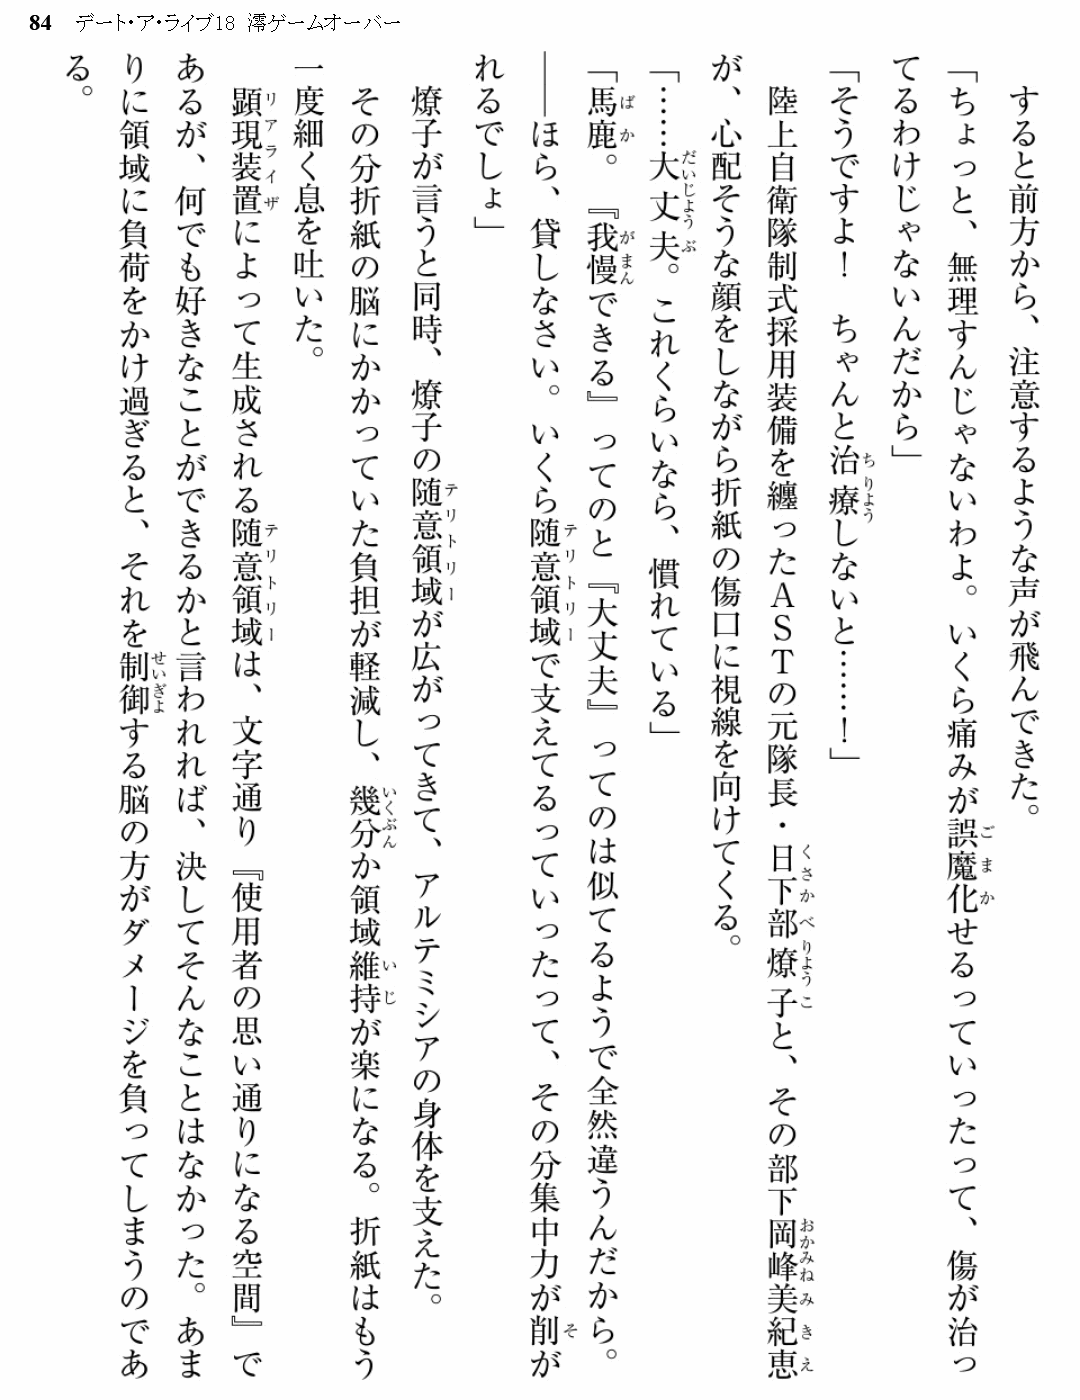 84 デート・ア・ライブ18 澪ゲームオーバー
　すると前方から、注意するような声が飛んできた。
「ちょっと、無理すんじゃないわよ。いくら痛みが誤魔化せるっていったって、傷が治っ
てるわけじゃないんだから」
「そうですよ！　ちゃんと治療しないと……！」
　陸上自衛隊制式採用装備を纏ったＡＳＴの元隊長・日下部燎子と、その部下岡峰美紀恵
が、心配そうな顔をしながら折紙の傷口に視線を向けてくる。
「……大丈夫。これくらいなら、慣れている」
「馬鹿。『我慢できる』ってのと『大丈夫』ってのは似てるようで全然違うんだから。
――ほら、貸しなさい。いくら随意領域で支えてるっていったって、その分集中力が削が
れるでしょ」
　燎子が言うと同時、燎子の随意領域が広がってきて、アルテミシアの身体を支えた。
　その分折紙の脳にかかっていた負担が軽減し、幾分か領域維持が楽になる。折紙はもう
一度細く息を吐いた。
　顕現装置によって生成される随意領域は、文字通り『使用者の思い通りになる空間』で
あるが、何でも好きなことができるかと言われれば、決してそんなことはなかった。あま
りに領域に負荷をかけ過ぎると、それを制御する脳の方がダメージを負ってしまうのであ
る。